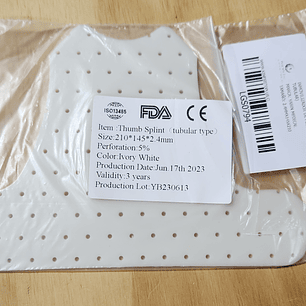 ISO13485
FDA
CE
Item :Thumb Splint（tubular type）
Size:210*145*2.4mm
Perforation:5%
Color Ivory White
Production Date:Jun.17th 2023
Validity:3 years
Production Lot:YB230613
LGS0794